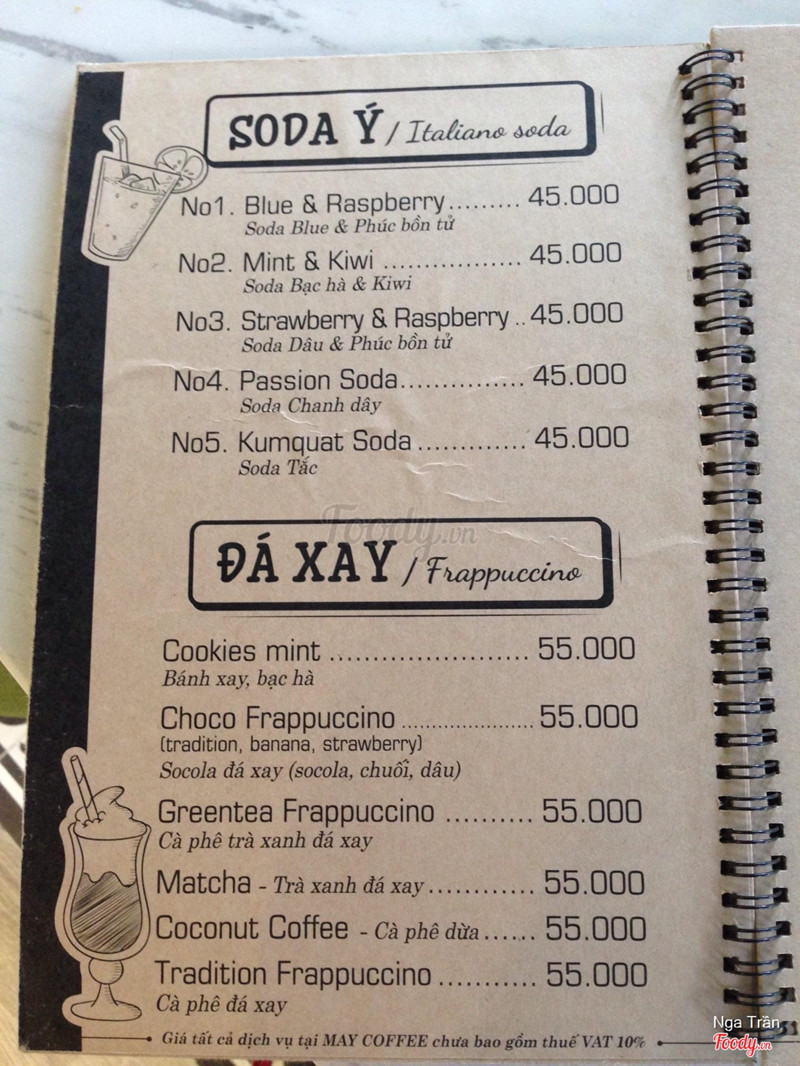 SODA Ý / Italiano soda
No1. Blue & Raspberry......... 45.000
Soda Blue & Phúc bồn tử
No2. Mint & Kiwi ................. 45.000
Soda Bạc hà & Kiwi
No3. Strawberry & Raspberry .. 45.000
Soda Dâu & Phúc bồn tử
No4. Passion Soda............... 45.000
Soda Chanh dây
No5. Kumquat Soda ............. 45.000
Soda Tắc
Foody.vn
ĐÁ XAY / Frappuccino
Cookies mint ........................ 55.000
Bánh xay, bạc hà
Choco Frappuccino ........................ 55.000
(tradition, banana, strawberry)
Socola đá xay (socola, chuối, dâu)
Greentea Frappuccino .......... 55.000
Cà phê trà xanh đá xay
Matcha - Trà xanh đá xay............. 55.000
Coconut Coffee - Cà phê dừa...... 55.000
Tradition Frappuccino ........... 55.000
Cà phê đá xay
Giá tất cả dịch vụ tại MAY COFFEE chưa bao gồm thuế VAT 10%
Nga Trần
Foody.vn